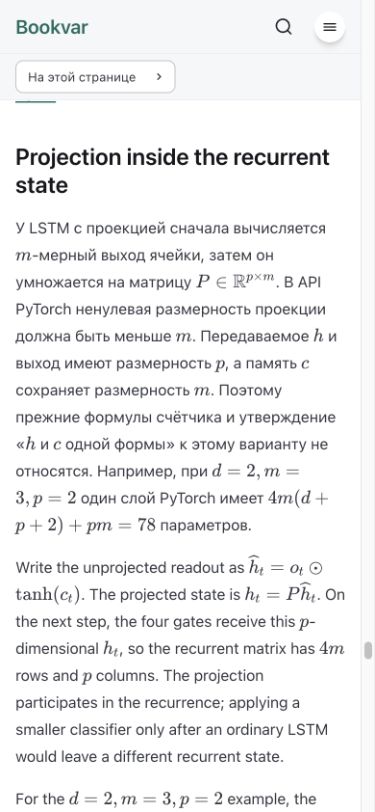 Bookvar
На этой странице
Projection inside the recurrent
state
У LSTM с проекцией сначала вычисляется
m-мерный выход ячейки, затем он
умножается на матрицу P ∈ ℝ^{p×m}. В API
PyTorch ненулевая размерность проекции
должна быть меньше m. Передаваемое h и
выход имеют размерность p, а память c
сохраняет размерность m. Поэтому
прежние формулы счётчика и утверждение
«h и c одной формы» к этому варианту не
относятся. Например, при d = 2, m =
3, p = 2 один слой PyTorch имеет 4m(d +
p + 2) + pm = 78 параметров.
Write the unprojected readout as ĥ_t = o_t ⊙
tanh(c_t). The projected state is h_t = Pĥ_t. On
the next step, the four gates receive this p-
dimensional h_t, so the recurrent matrix has 4m
rows and p columns. The projection
participates in the recurrence; applying a
smaller classifier only after an ordinary LSTM
would leave a different recurrent state.
For the d = 2, m = 3, p = 2 example, the